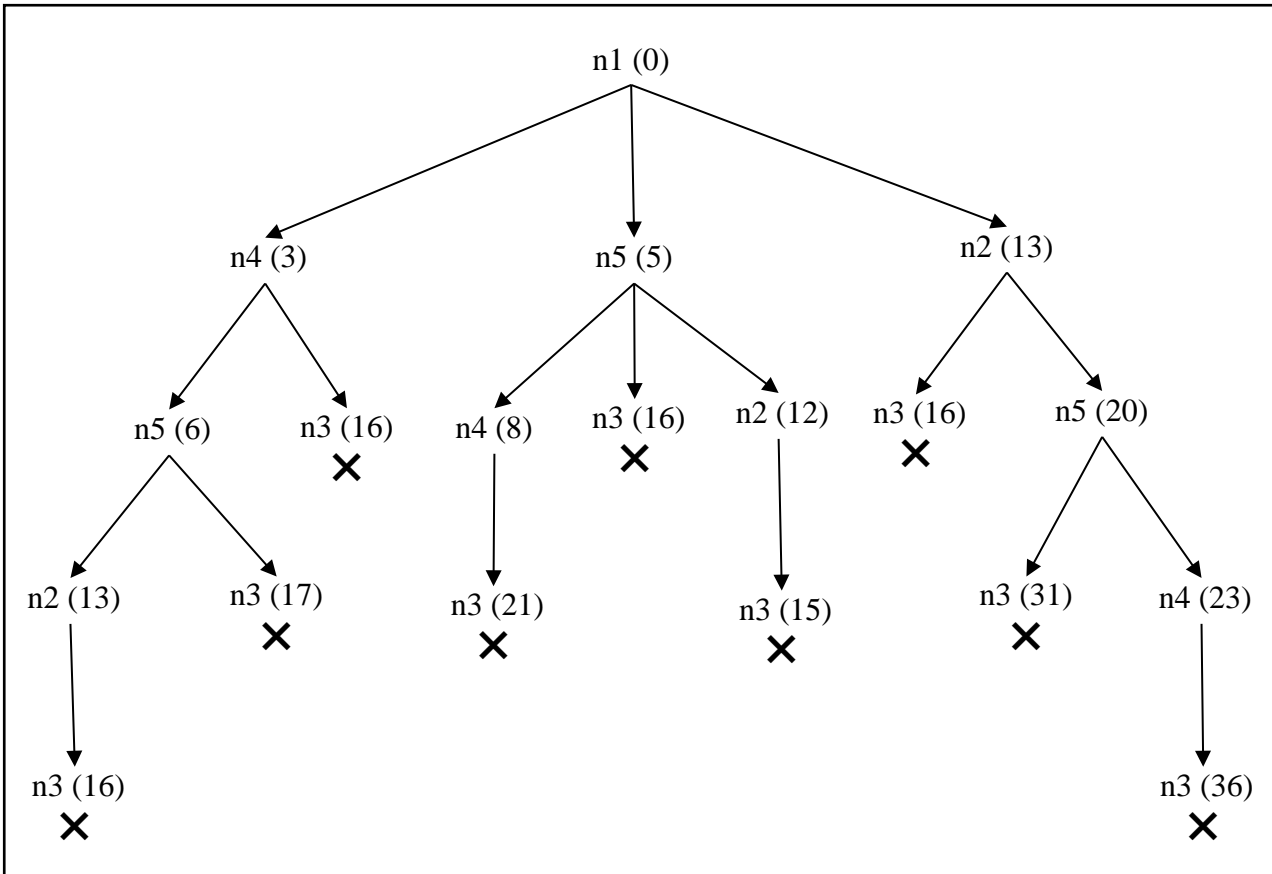 n1 (0)
n4 (3)
n5 (5)
n2 (13)
n5 (6)
n3 (16)
n4 (8)
n3 (16)
n2 (12)
n3 (16)
n5 (20)
n2 (13)
n3 (17)
n3 (21)
n3 (15)
n3 (31)
n4 (23)
n3 (16)
n3 (36)